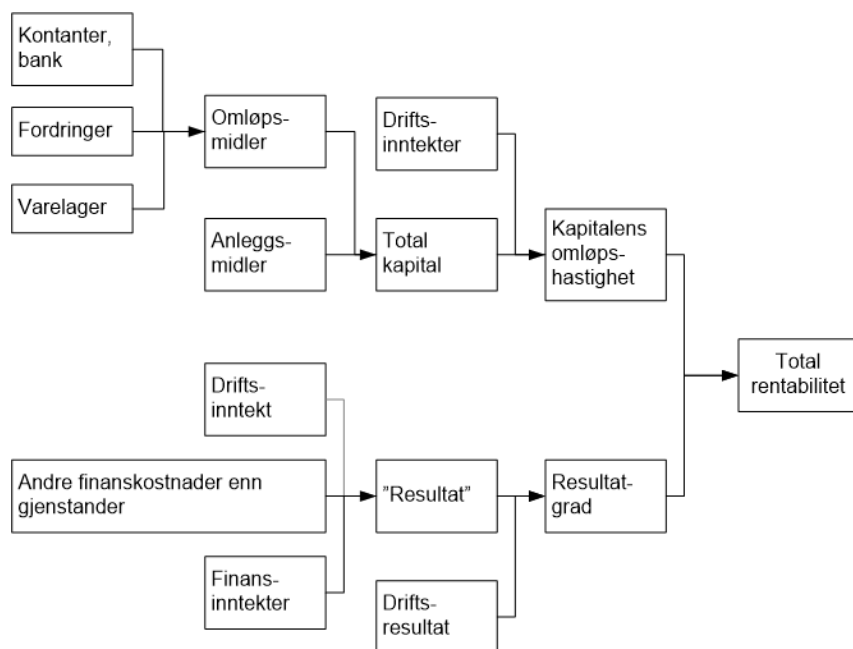 Kontanter,
bank
Fordringer
Varelager
Omløps-
midler
Anleggs-
midler
Drifts-
inntekter
Total
kapital
Kapitalens
omløps-
hastighet
Total
rentabilitet
Drifts-
inntekt
Andre finanskostnader enn
gjenstander
Finans-
inntekter
”Resultat”
Drifts-
resultat
Resultat-
grad